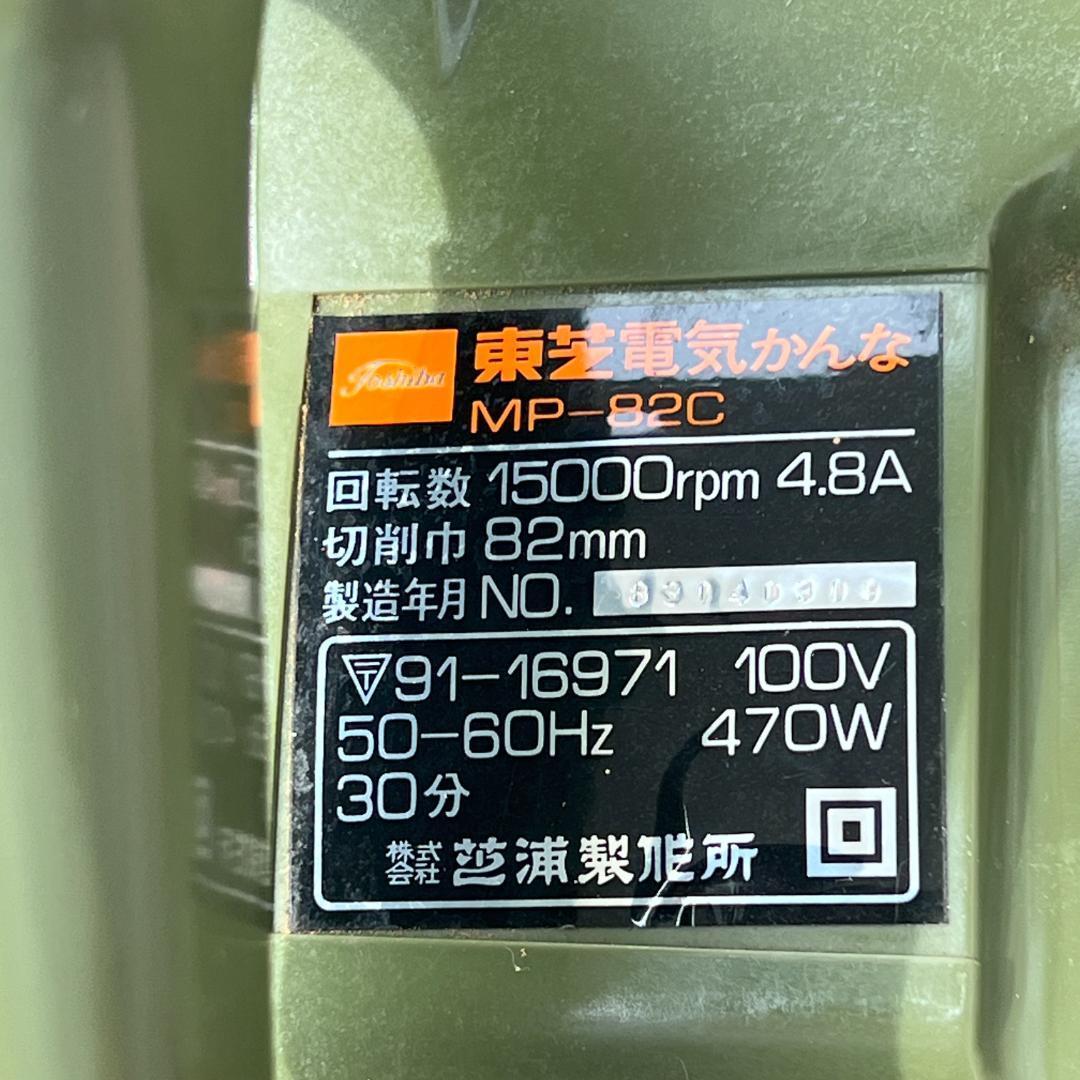 Toshiba
東芝電気かんな
MP-82C
回転数 15000rpm 4.8A
切削巾 82mm
製造年月 NO.
〒91-16971 100V
50-60Hz 470W
30分
株式会社 芝浦製作所